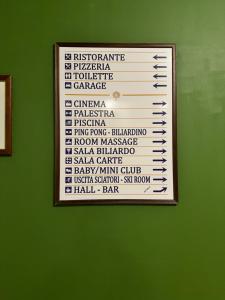 RISTORANTE
PIZZERIA
TOILETTE
GARAGE
CINEMA
PALESTRA
PISCINA
PING PONG - BILIARDINO
ROOM MASSAGE
SALA BILIARDO
SALA CARTE
BABY/MINI CLUB
USCITA SCIATORI - SKI ROOM
HALL - BAR